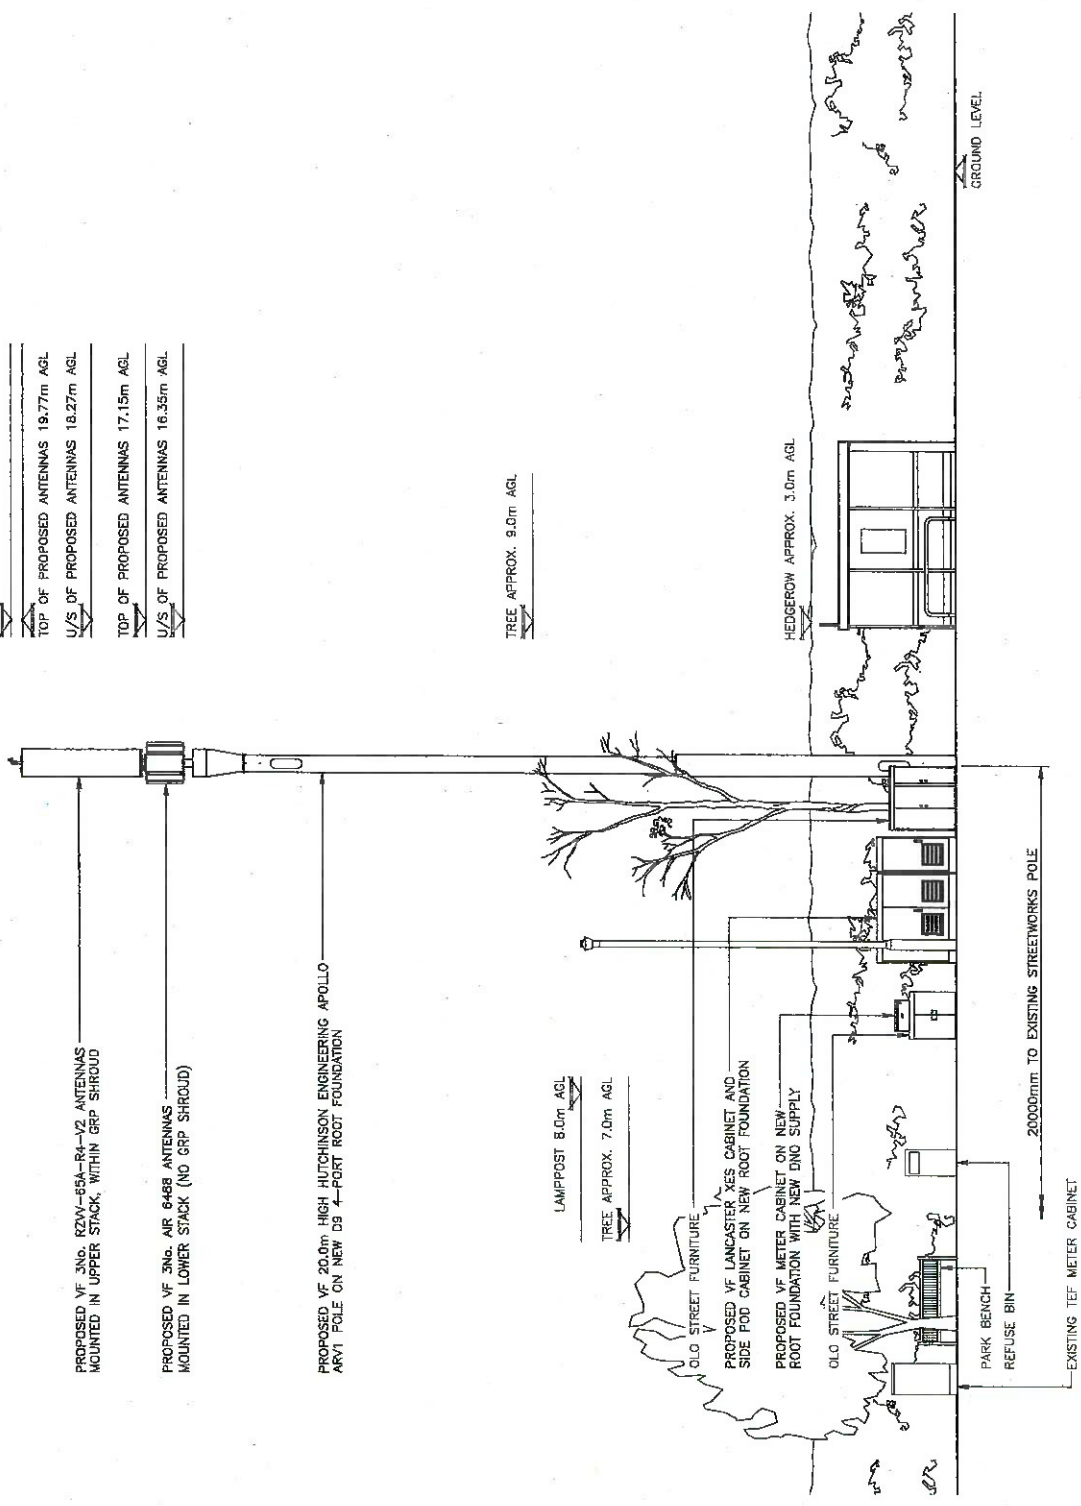 PROPOSED VF 3No. RZVV-65A-R4-V2 ANTENNAS
MOUNTED IN UPPER STACK, WITHIN GRP SHROUD
PROPOSED VF 3No. AIR 6488 ANTENNAS
MOUNTED IN LOWER STACK (NO GRP SHROUD)
PROPOSED VF 20.0m HIGH HUTCHINSON ENGINEERING APOLLO
ARV1 POLE ON NEW D9 4-PORT ROOT FOUNDATION
TOP OF PROPOSED ANTENNAS 19.77m AGL
U/S OF PROPOSED ANTENNAS 18.27m AGL
TOP OF PROPOSED ANTENNAS 17.15m AGL
U/S OF PROPOSED ANTENNAS 16.35m AGL
TREE APPROX. 9.0m AGL
LAMPPOST 8.0m AGL
TREE APPROX. 7.0m AGL
OLD STREET FURNITURE
PROPOSED VF LANCASTER XES CABINET AND
SIDE POD CABINET ON NEW ROOT FOUNDATION
PROPOSED VF METER CABINET ON NEW
ROOT FOUNDATION WITH NEW DNO SUPPLY
OLD STREET FURNITURE
HEDGEROW APPROX. 3.0m AGL
GROUND LEVEL
PARK BENCH
REFUSE BIN
20000mm TO EXISTING STREETWORKS POLE
EXISTING TEF METER CABINET